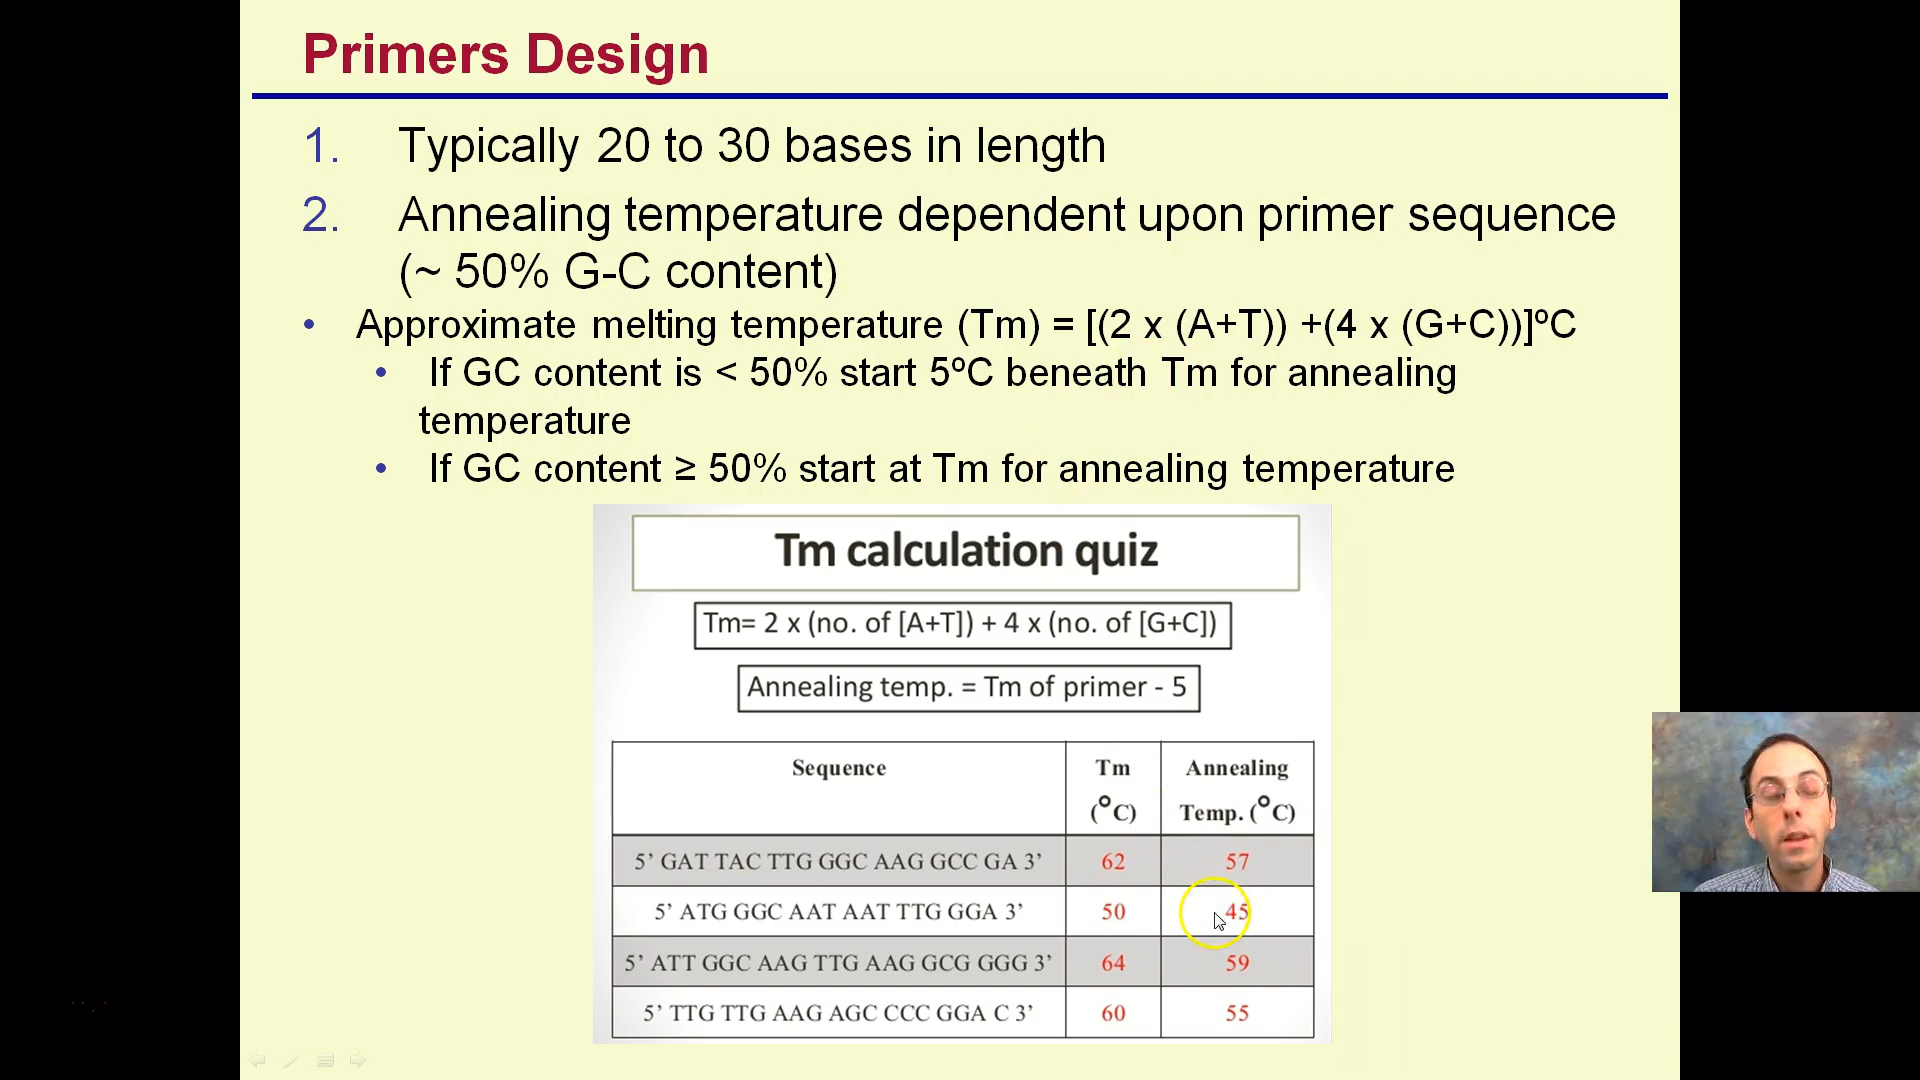 Primers Design
1. Typically 20 to 30 bases in length
2. Annealing temperature dependent upon primer sequence
(~ 50% G-C content)
• Approximate melting temperature (Tm) = [(2 x (A+T)) +(4 x (G+C))]ºC
• If GC content is < 50% start 5ºC beneath Tm for annealing
temperature
• If GC content ≥ 50% start at Tm for annealing temperature
Tm calculation quiz
Tm= 2 x (no. of [A+T]) + 4 x (no. of [G+C])
Annealing temp. = Tm of primer - 5
Sequence Tm (°C) Annealing Temp. (°C)
5’ GAT TAC TTG GGC AAG GCC GA 3’ 62 57
5’ ATG GGC AAT AAT TTG GGA 3’ 50 45
5’ ATT GGC AAG TTG AAG GCG GGG 3’ 64 59
5’ TTG TTG AAG AGC CCC GGA C 3’ 60 55